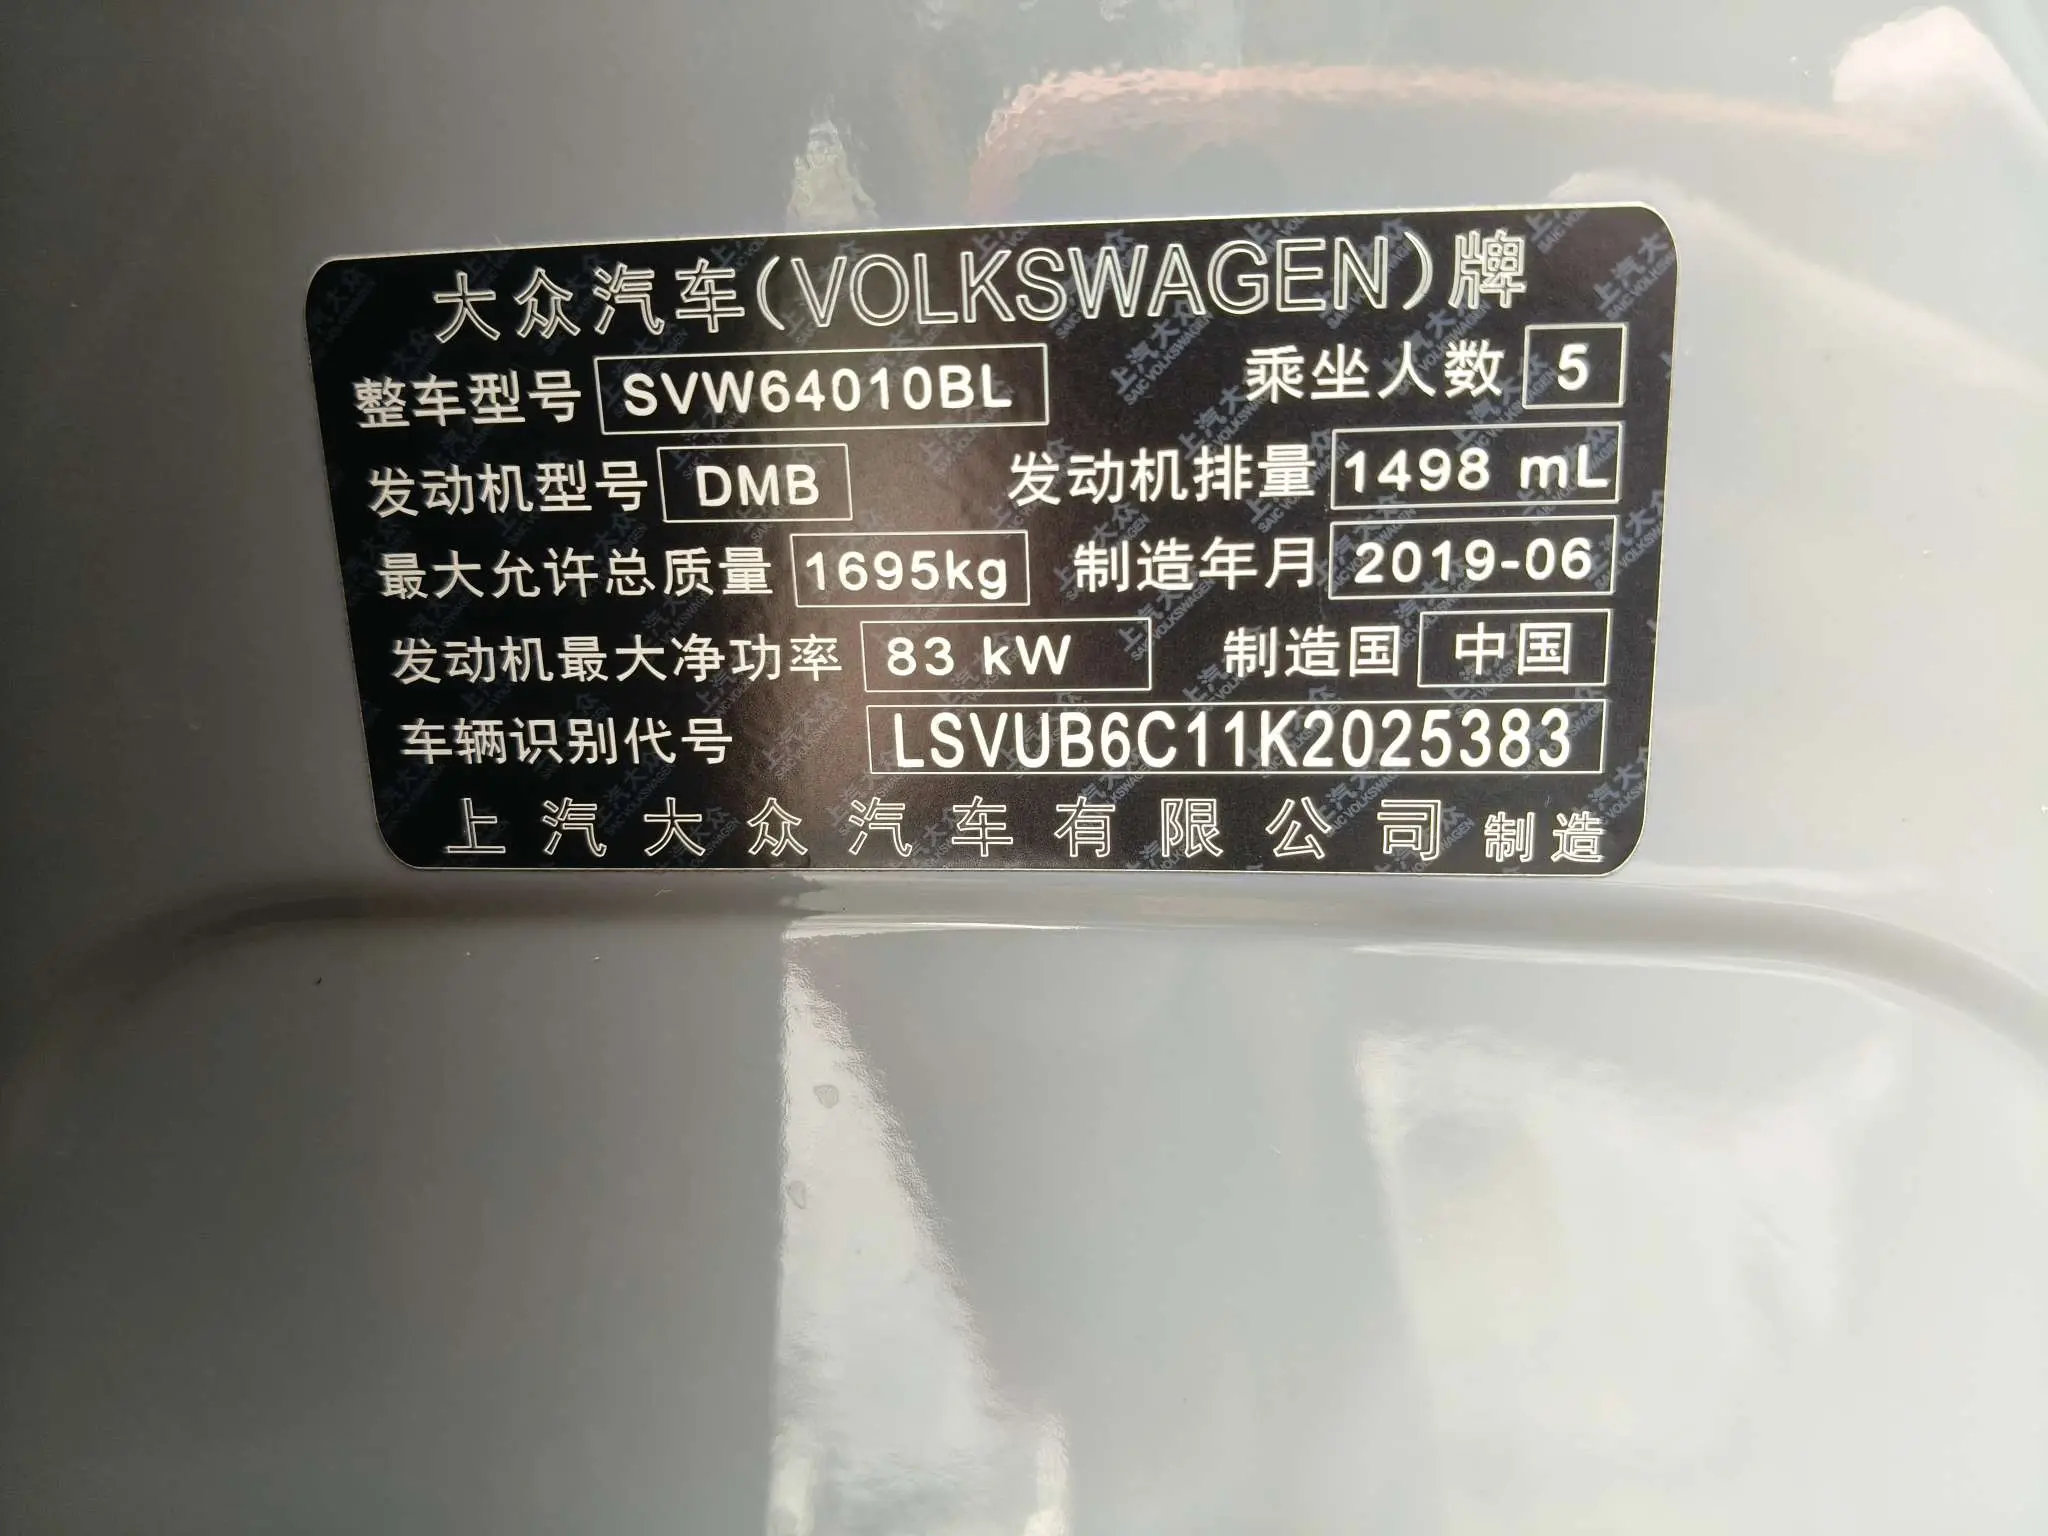 大众汽车(VOLKSWAGEN)牌
整车型号 SVW64010BL 乘坐人数 5
发动机型号 DMB 发动机排量 1498 mL
最大允许总质量 1695kg 制造年月 2019-06
发动机最大净功率 83 kW 制造国 中国
车辆识别代号 LSVUB6C11K2025383
上汽大众汽车有限公司 制造